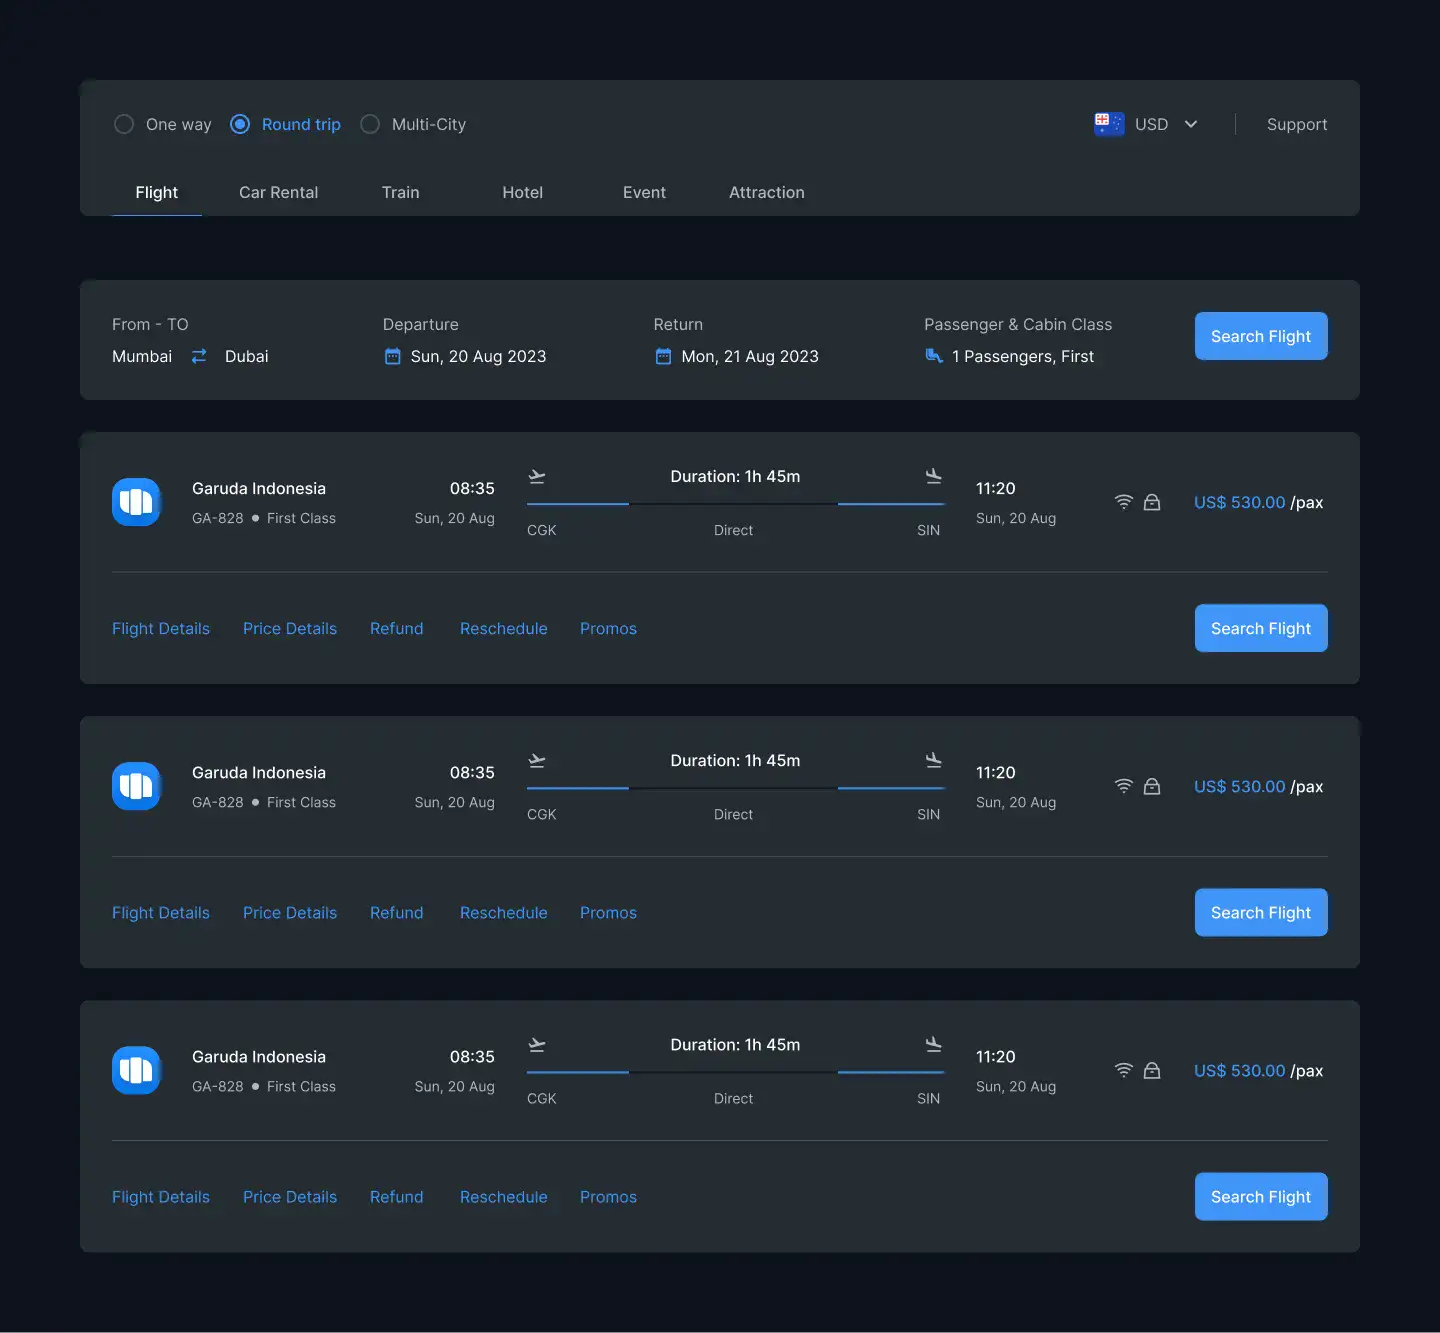 One way Round trip Multi-City USD Support
Flight Car Rental Train Hotel Event Attraction
From - TO Departure Return Passenger & Cabin Class
Mumbai Dubai Sun, 20 Aug 2023 Mon, 21 Aug 2023 1 Passengers, First
Search Flight
Duration: 1h 45m
Garuda Indonesia 08:35 11:20
US$ 530.00 /pax
GA-828 First Class Sun, 20 Aug Sun, 20 Aug
CGK Direct SIN
Flight Details Price Details Refund Reschedule Promos Search Flight
Duration: 1h 45m
Garuda Indonesia 08:35 11:20
US$ 530.00 /pax
GA-828 First Class Sun, 20 Aug Sun, 20 Aug
CGK Direct SIN
Flight Details Price Details Refund Reschedule Promos Search Flight
Duration: 1h 45m
Garuda Indonesia 08:35 11:20
US$ 530.00 /pax
GA-828 First Class Sun, 20 Aug Sun, 20 Aug
CGK Direct SIN
Flight Details Price Details Refund Reschedule Promos Search Flight